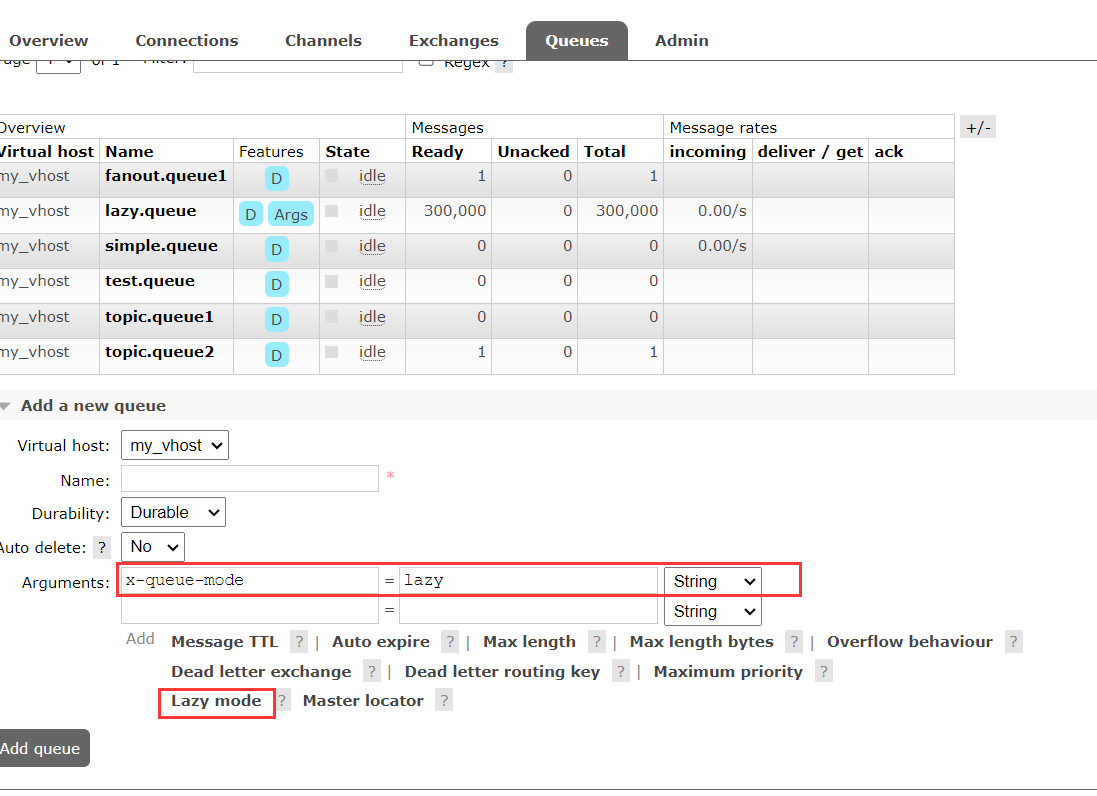 Overview Connections Channels Exchanges Queues Admin
Regex ?
Overview Messages Message rates +/-
Virtual host Name Features State Ready Unacked Total incoming deliver / get ack
my_vhost fanout.queue1 D idle 1 0 1
my_vhost lazy.queue D Args idle 300,000 0 300,000 0.00/s
my_vhost simple.queue D idle 0 0 0 0.00/s
my_vhost test.queue D idle 0 0 0
my_vhost topic.queue1 D idle 0 0 0
my_vhost topic.queue2 D idle 1 0 1
Add a new queue
Virtual host: my_vhost
Name: *
Durability: Durable
Auto delete: ? No
Arguments: x-queue-mode = lazy String
= String
Add Message TTL ? | Auto expire ? | Max length ? | Max length bytes ? | Overflow behaviour ?
Dead letter exchange ? | Dead letter routing key ? | Maximum priority ?
Lazy mode ? Master locator ?
Add queue